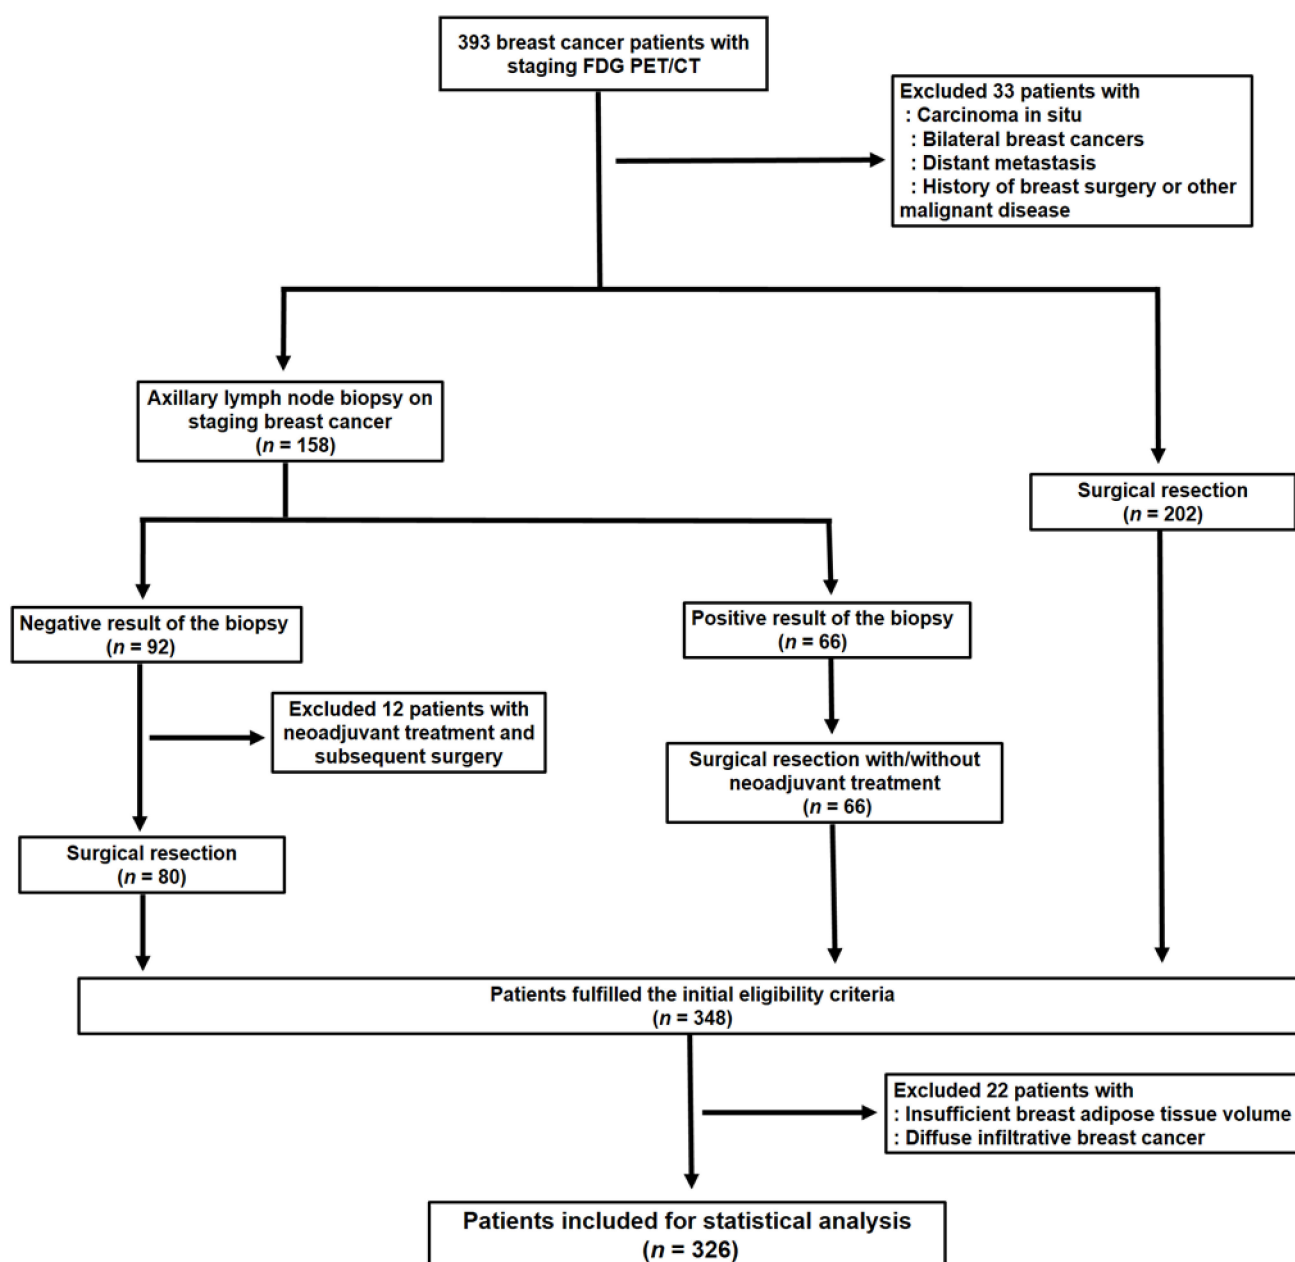 393 breast cancer patients with
staging FDG PET/CT
Excluded 33 patients with
: Carcinoma in situ
: Bilateral breast cancers
: Distant metastasis
: History of breast surgery or other
malignant disease
Axillary lymph node biopsy on
staging breast cancer
(n = 158)
Surgical resection
(n = 202)
Negative result of the biopsy
(n = 92)
Positive result of the biopsy
(n = 66)
Excluded 12 patients with
neoadjuvant treatment and
subsequent surgery
Surgical resection with/without
neoadjuvant treatment
(n = 66)
Surgical resection
(n = 80)
Patients fulfilled the initial eligibility criteria
(n = 348)
Excluded 22 patients with
: Insufficient breast adipose tissue volume
: Diffuse infiltrative breast cancer
Patients included for statistical analysis
(n = 326)